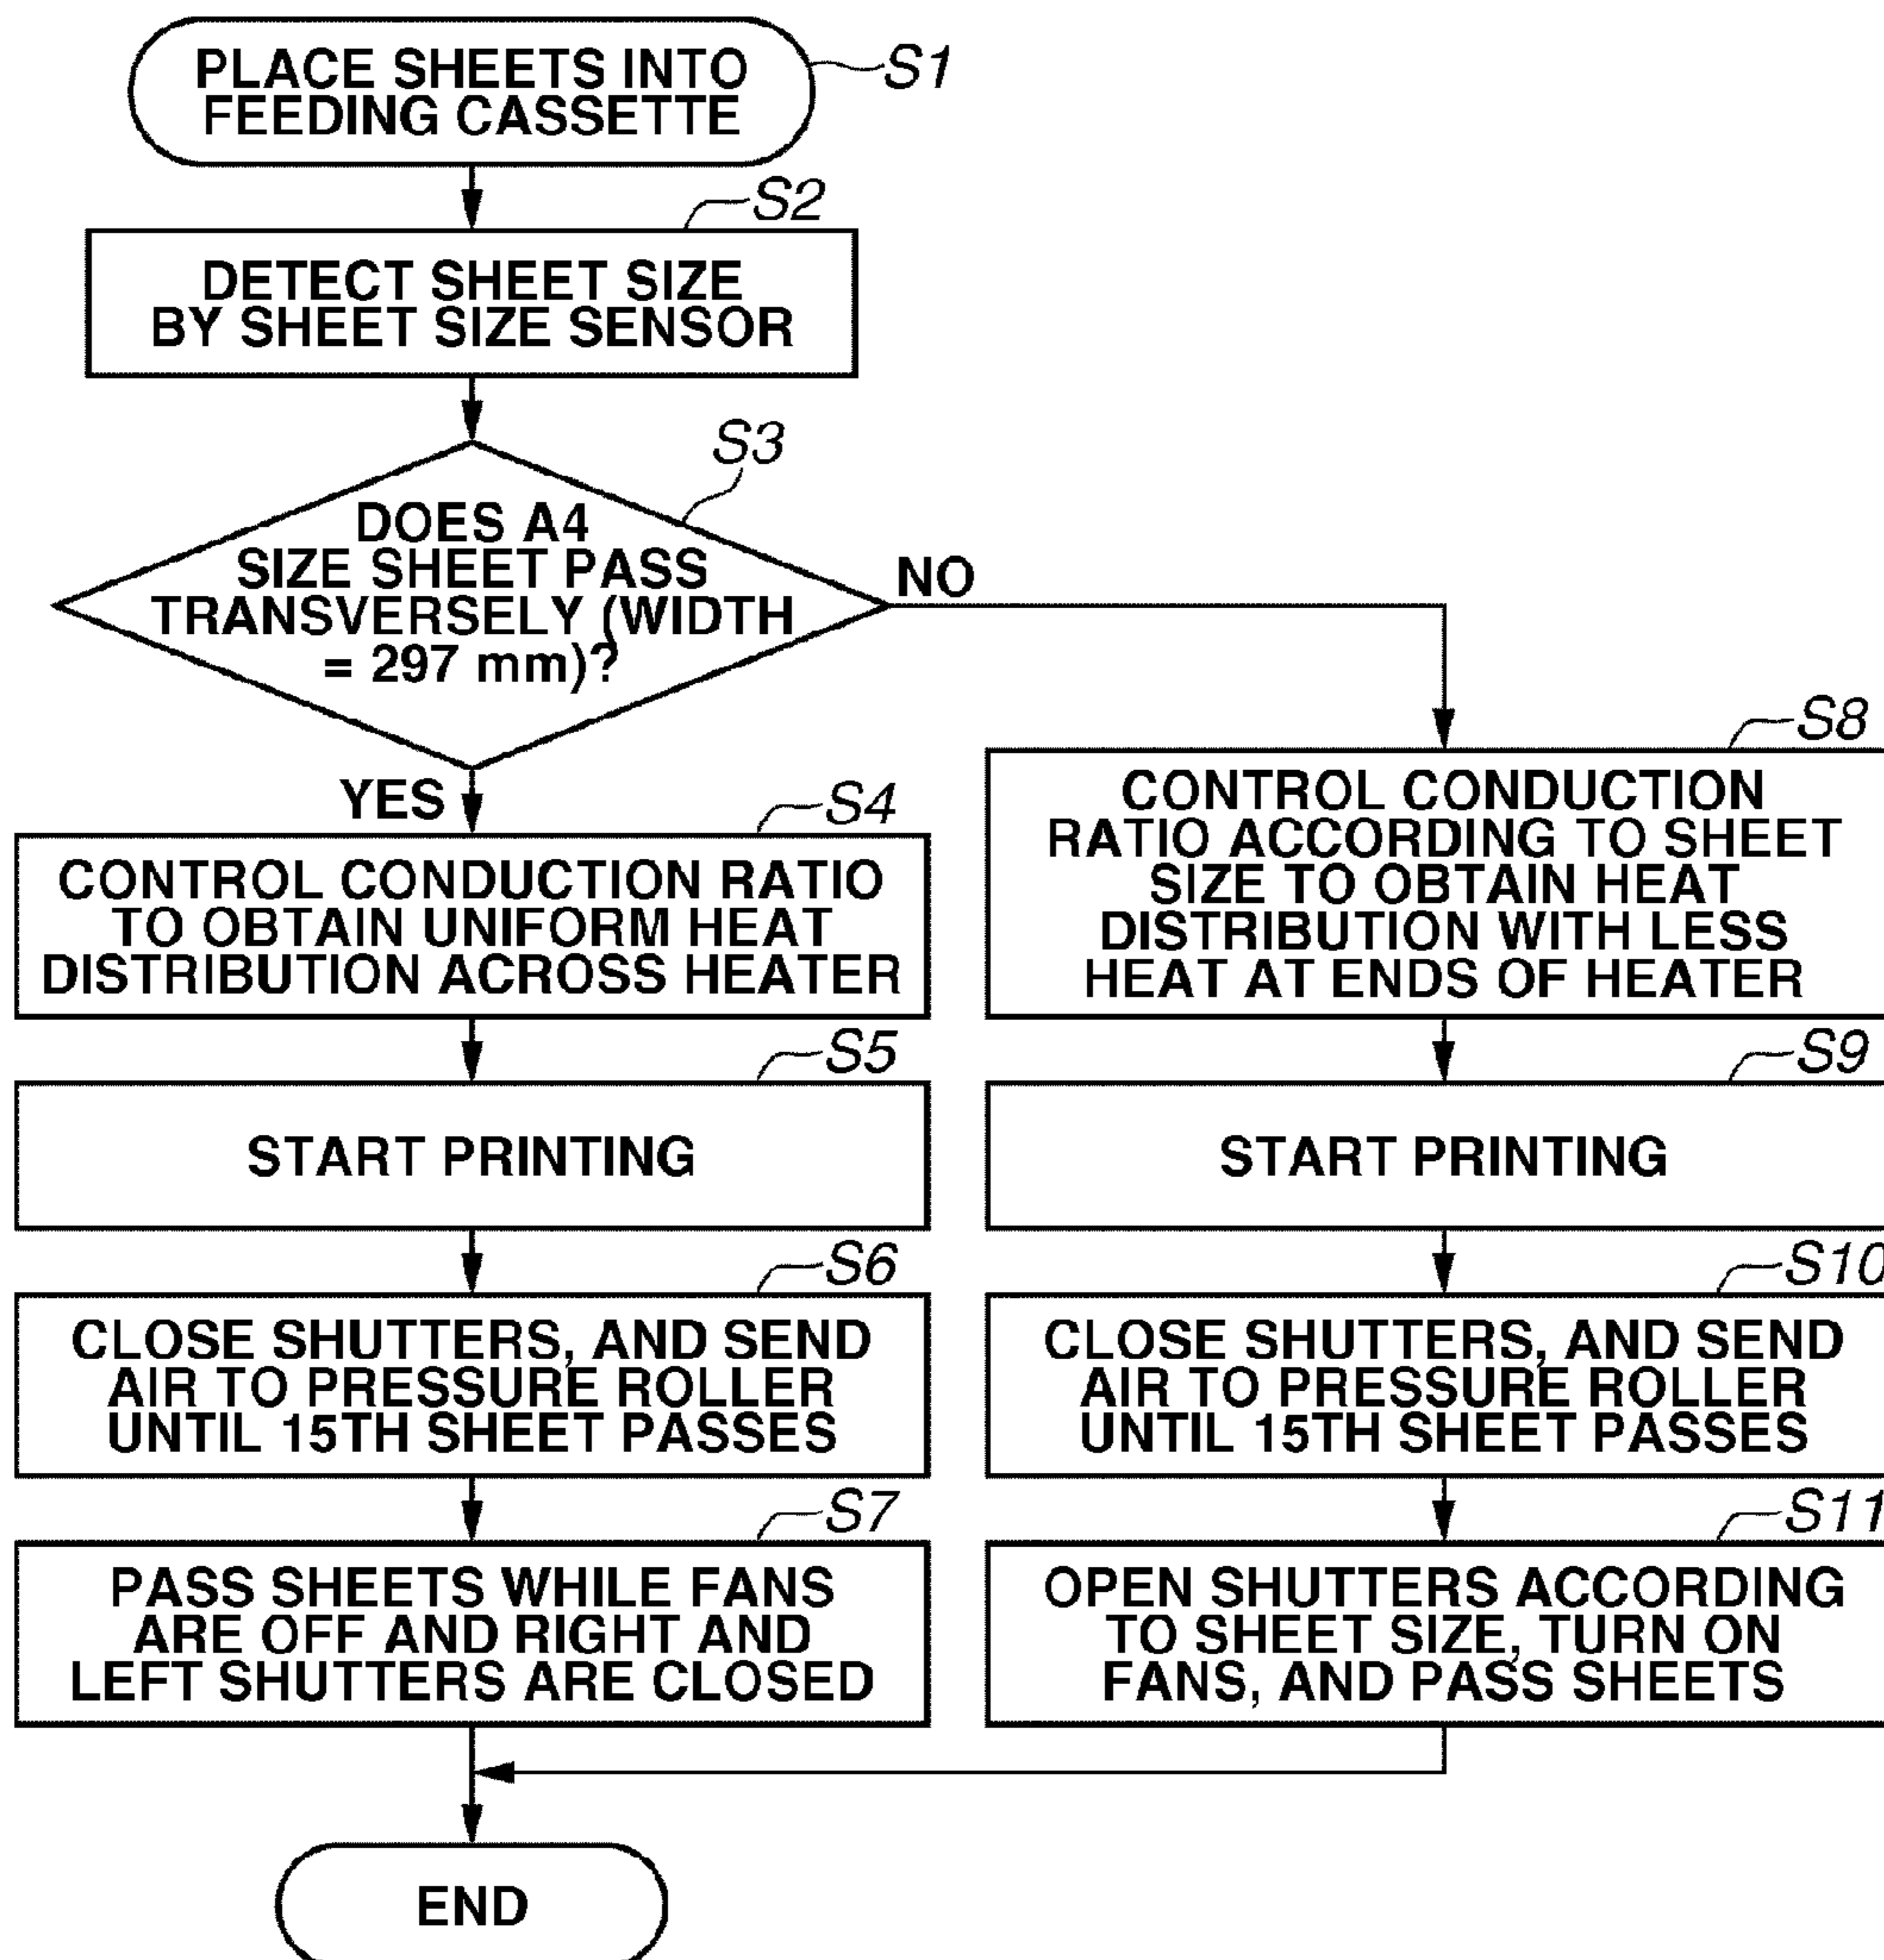 PLACE SHEETS INTO
FEEDING CASSETTE
S1
S2
DETECT SHEET SIZE
BY SHEET SIZE SENSOR
S3
DOES A4
SIZE SHEET PASS
TRANSVERSELY (WIDTH
= 297 mm)?
NO
YES
S4
CONTROL CONDUCTION RATIO
TO OBTAIN UNIFORM HEAT
DISTRIBUTION ACROSS HEATER
S5
START PRINTING
S6
CLOSE SHUTTERS, AND SEND
AIR TO PRESSURE ROLLER
UNTIL 15TH SHEET PASSES
S7
PASS SHEETS WHILE FANS
ARE OFF AND RIGHT AND
LEFT SHUTTERS ARE CLOSED
S8
CONTROL CONDUCTION
RATIO ACCORDING TO SHEET
SIZE TO OBTAIN HEAT
DISTRIBUTION WITH LESS
HEAT AT ENDS OF HEATER
S9
START PRINTING
S10
CLOSE SHUTTERS, AND SEND
AIR TO PRESSURE ROLLER
UNTIL 15TH SHEET PASSES
S11
OPEN SHUTTERS ACCORDING
TO SHEET SIZE, TURN ON
FANS, AND PASS SHEETS
END